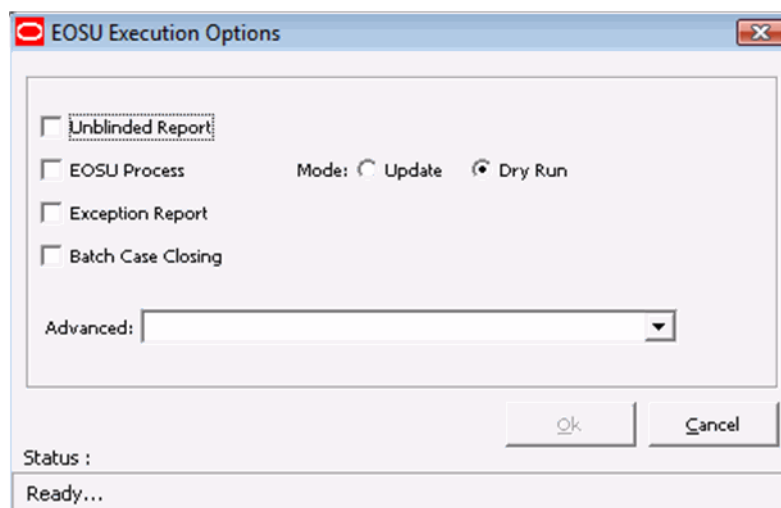 EOSU Execution Options
Unblinded Report
EOSU Process Mode: Update Dry Run
Exception Report
Batch Case Closing
Advanced:
Ok Cancel
Status :
Ready...